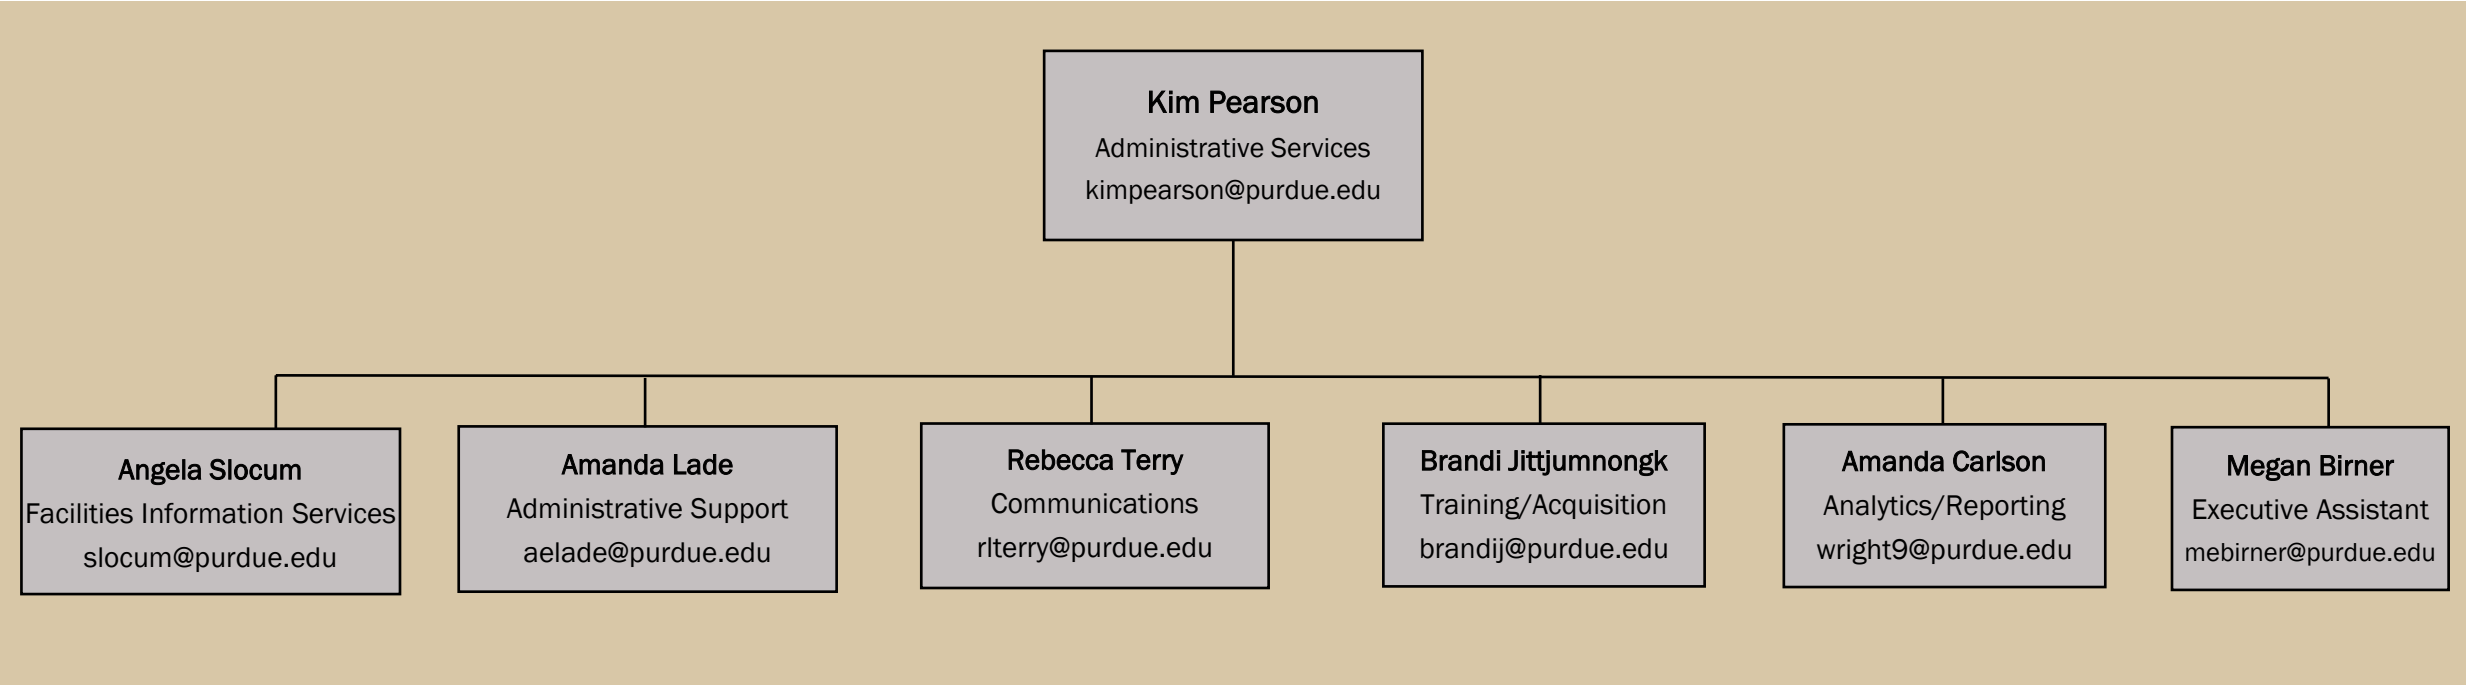 Kim Pearson
Administrative Services
kimpearson@purdue.edu
Angela Slocum
Facilities Information Services
slocum@purdue.edu
Amanda Lade
Administrative Support
aelade@purdue.edu
Rebecca Terry
Communications
rlterry@purdue.edu
Brandi Jittjumnongk
Training/Acquisition
brandij@purdue.edu
Amanda Carlson
Analytics/Reporting
wright9@purdue.edu
Megan Birner
Executive Assistant
mebirner@purdue.edu